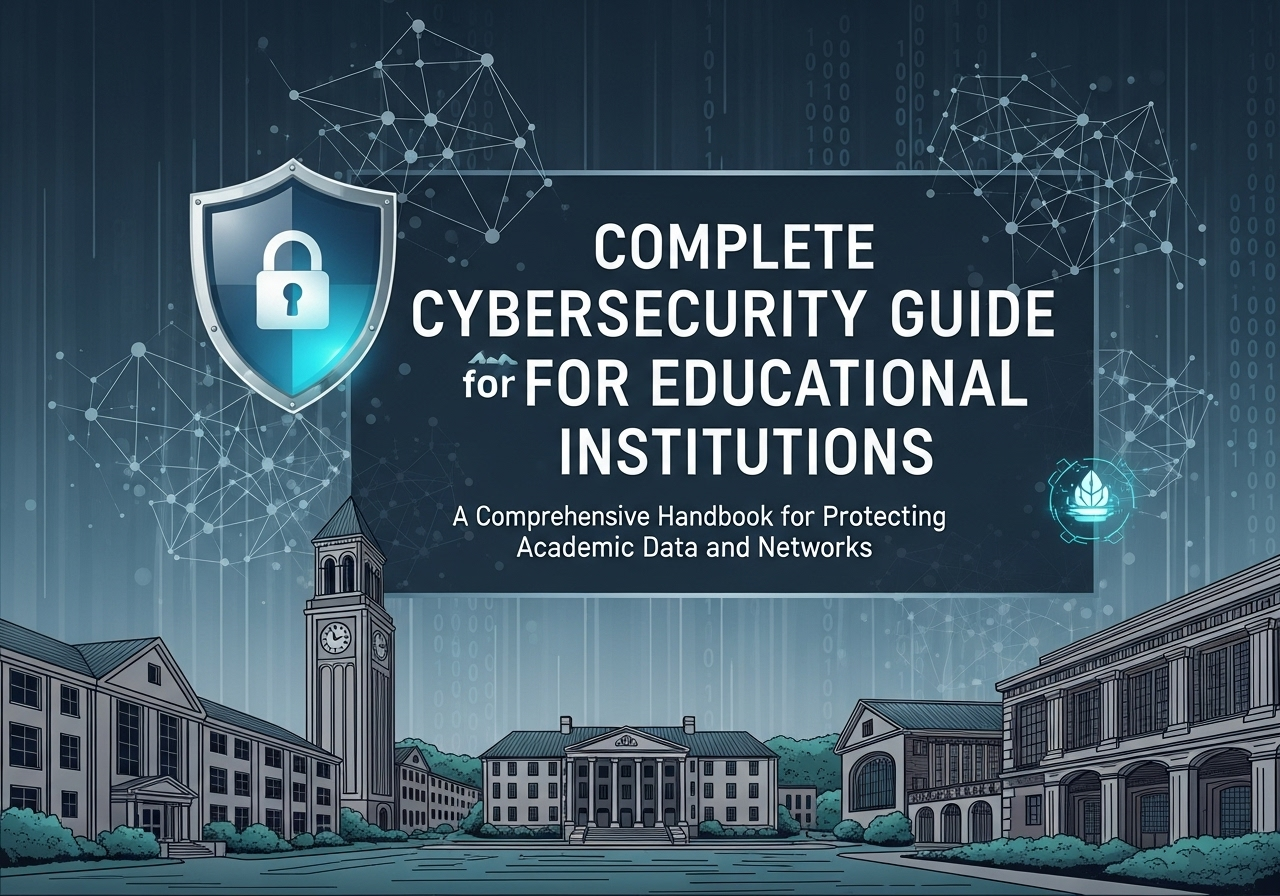 COMPLETE
CYBERSECURITY GUIDE
for FOR EDUCATIONAL
INSTITUTIONS
A Comprehensive Handbook for Protecting
Academic Data and Networks